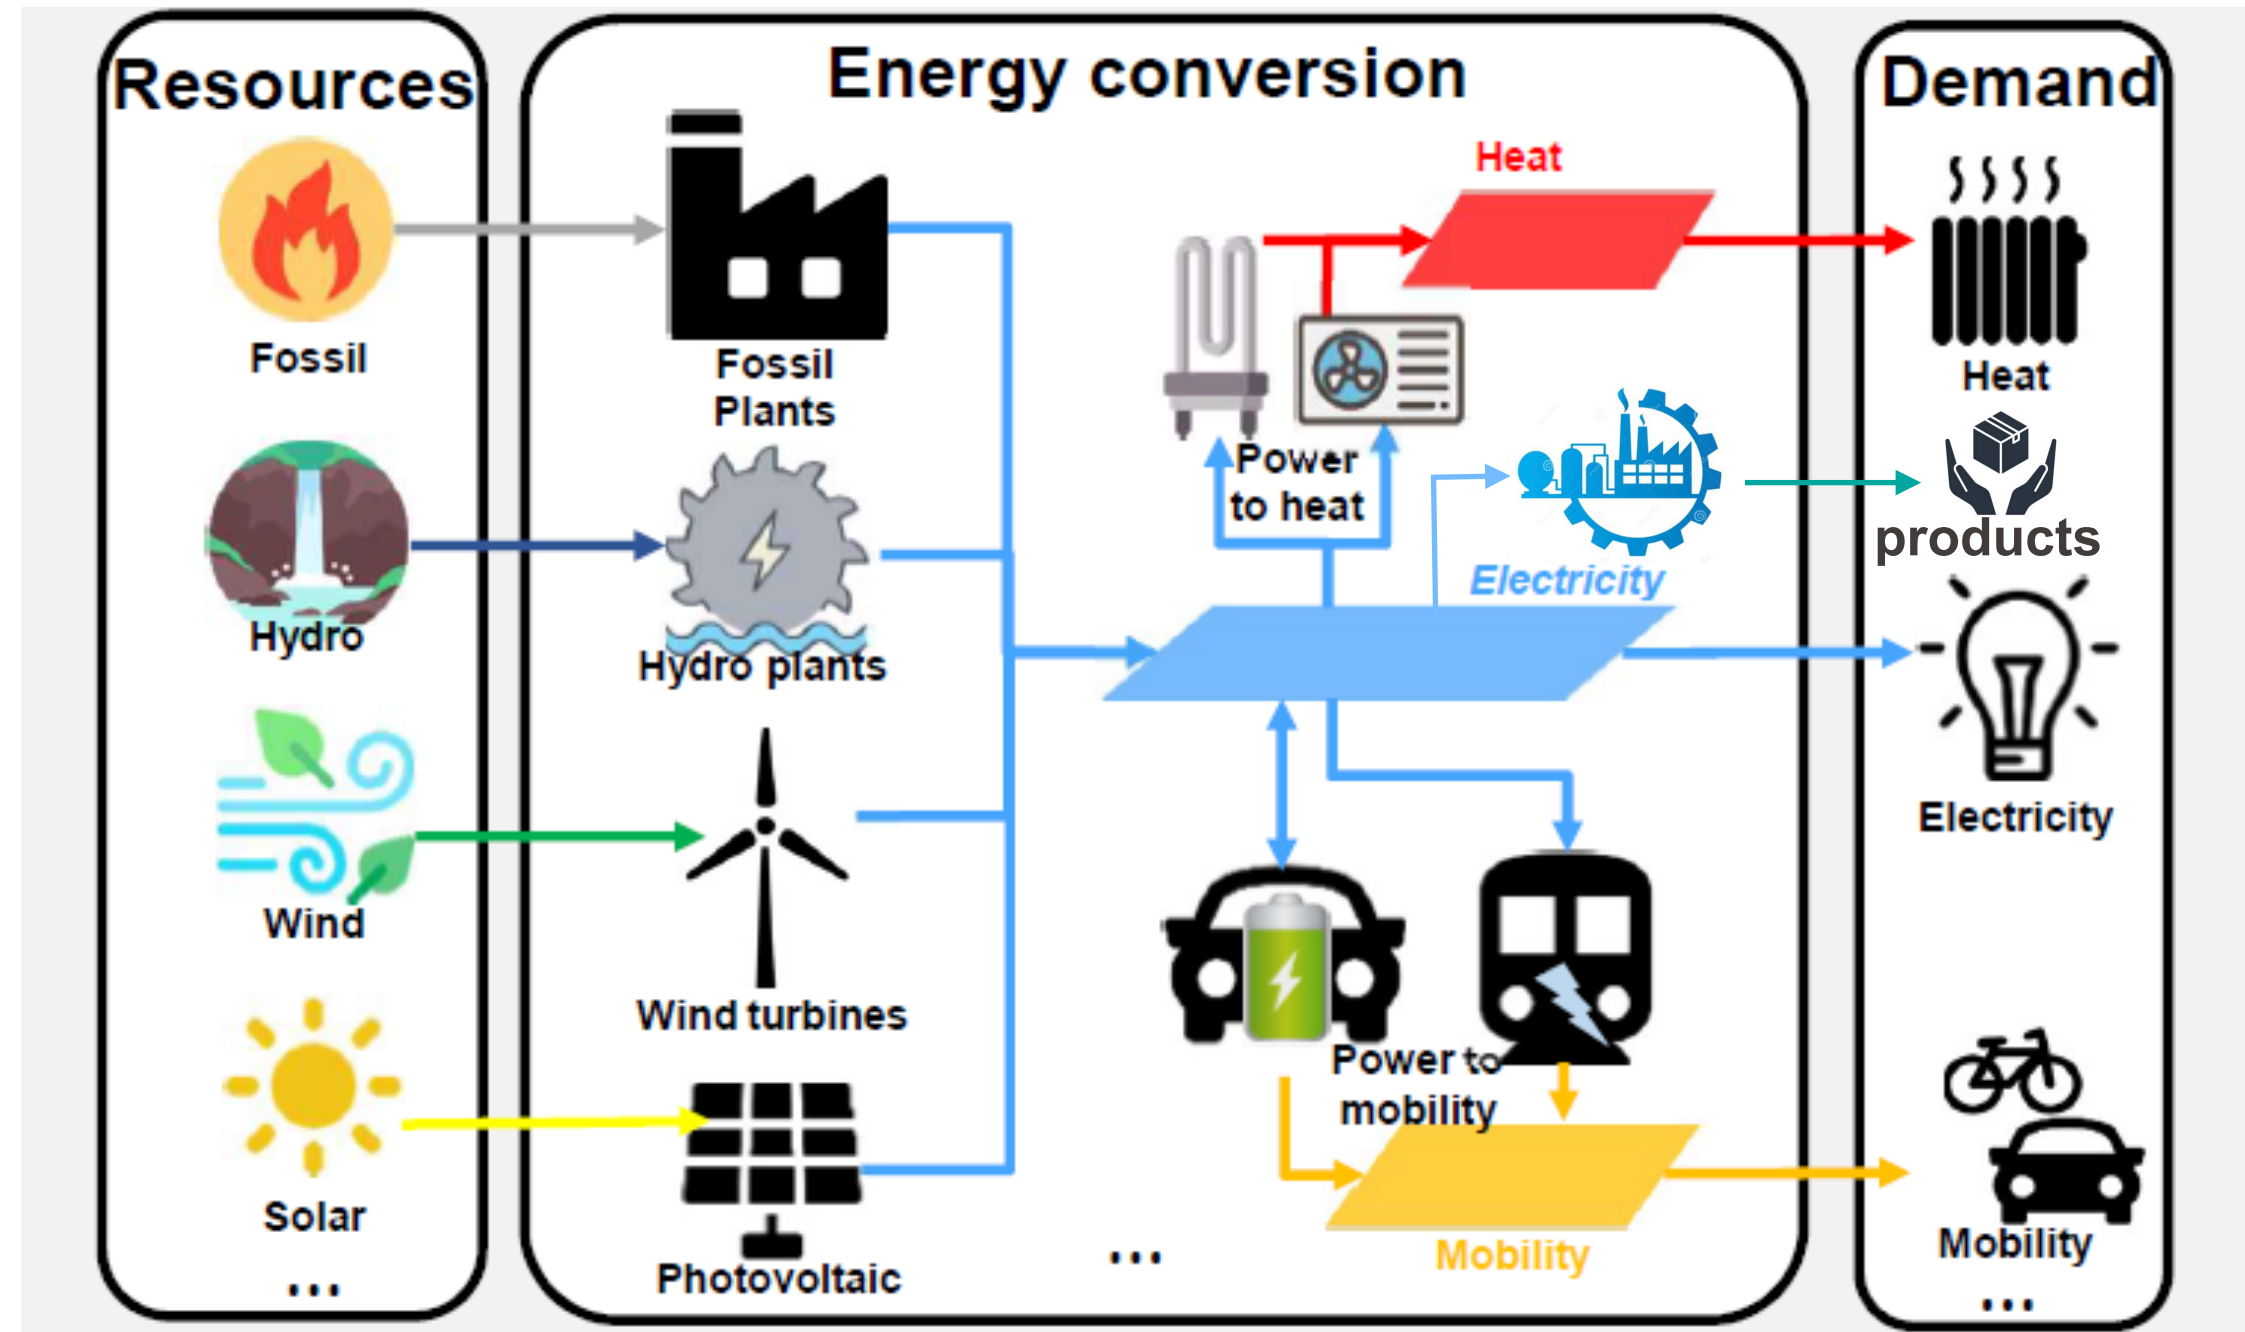 Resources
Fossil
Hydro
Wind
Solar
...
Energy conversion
Fossil
Plants
Hydro plants
Wind turbines
Photovoltaic
Heat
Power
to heat
Electricity
Power to
mobility
Mobility
...
Demand
Heat
products
Electricity
Mobility
...